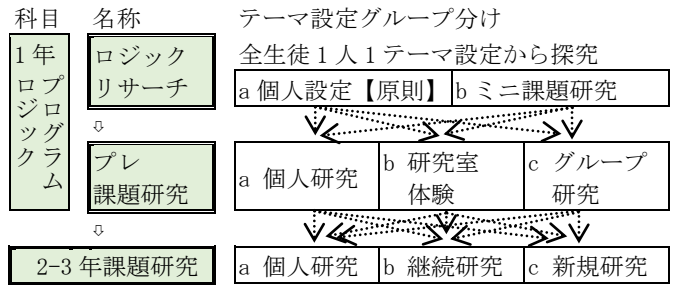 科目 名称 テーマ設定グループ分け
1年 プログラム ロジック
ロジック
リサーチ
全生徒1人1テーマ設定から探究
a個人設定【原則】 bミニ課題研究
⇩
プレ
課題研究
a 個人研究
b 研究室
体験
c グループ
研究
⇩
2-3年課題研究 a 個人研究 b 継続研究 c 新規研究